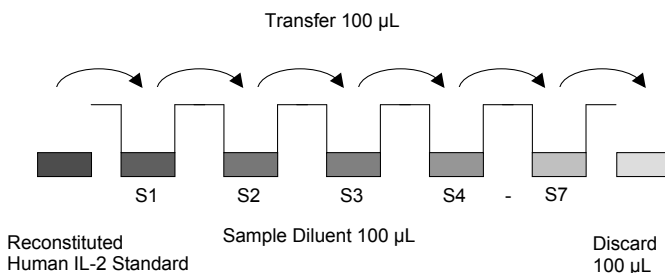 Transfer 100 µL
S1 S2 S3 S4 - S7
Sample Diluent 100 µL
Reconstituted
Human IL-2 Standard
Discard
100 µL